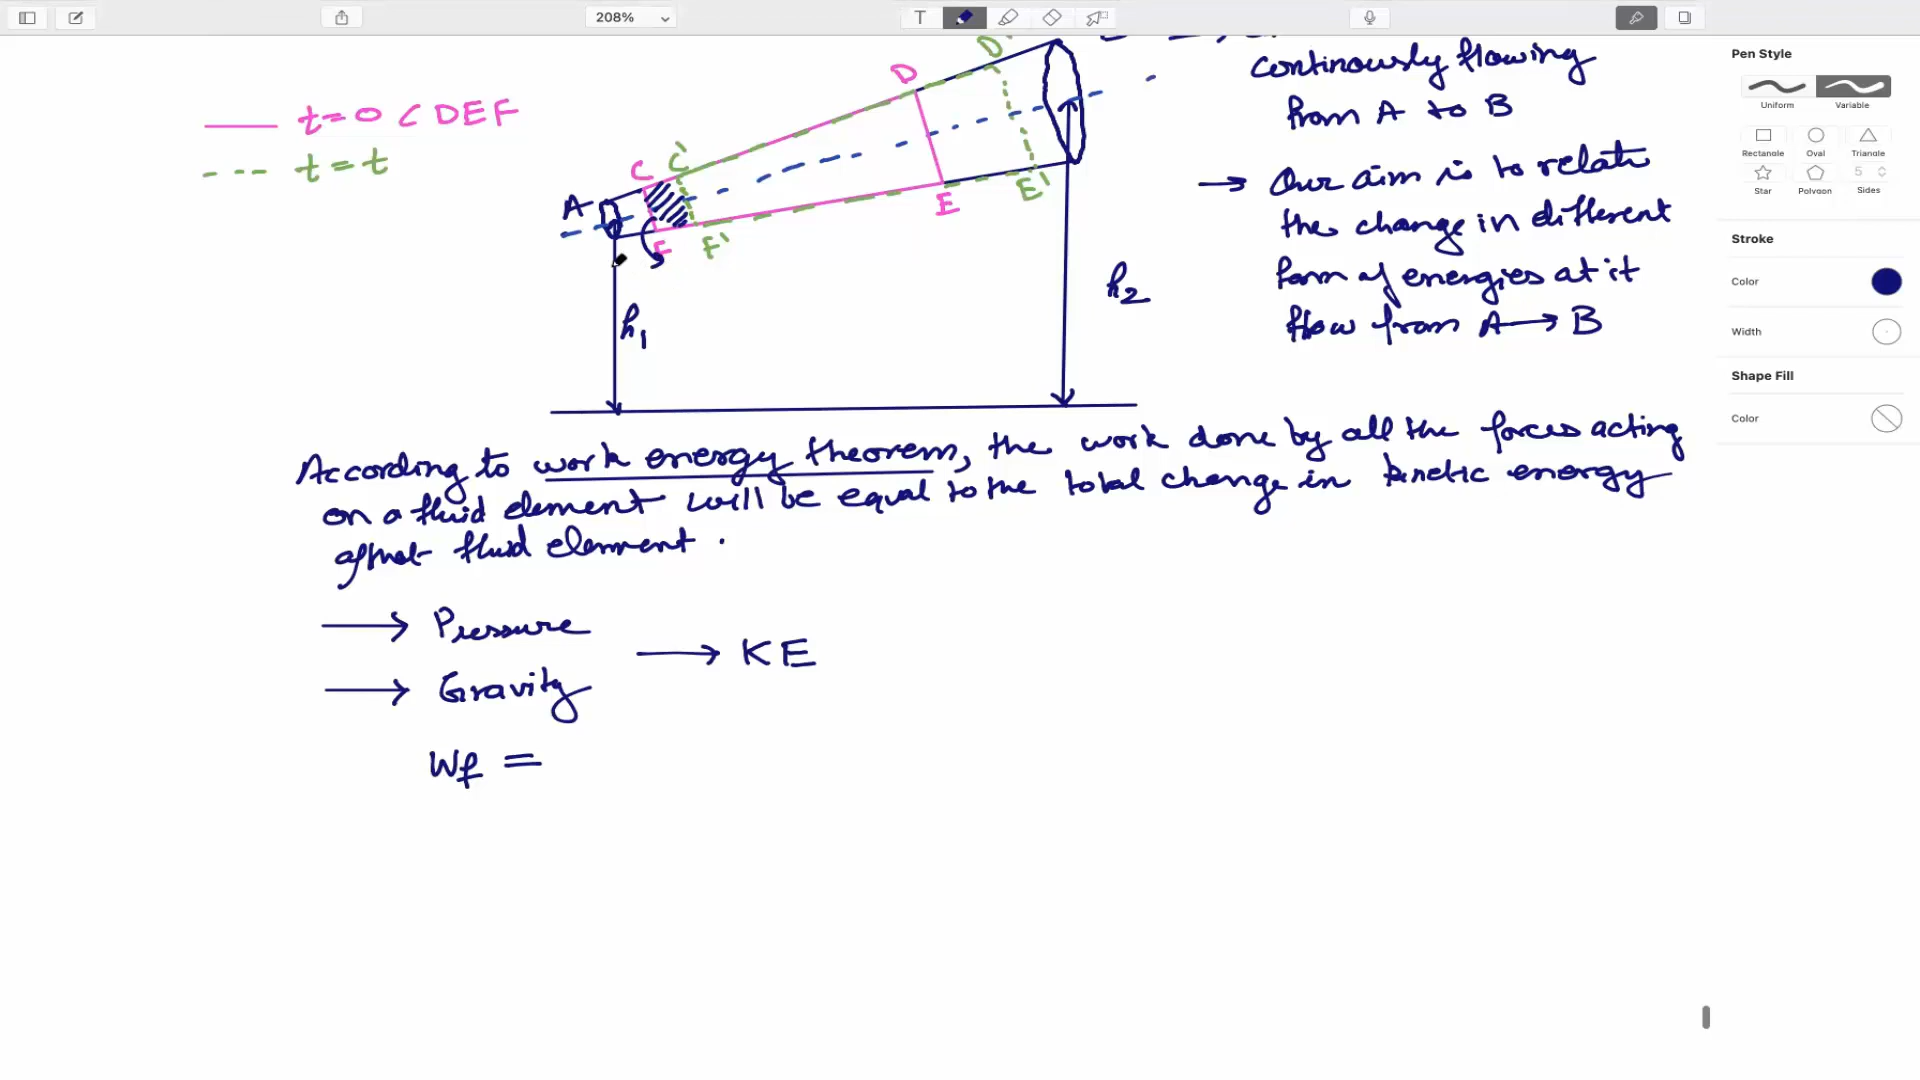 208%
T
Pen Style
Uniform
Variable
Rectangle
Oval
Triangle
Star
Polygon
5
Sides
Stroke
Color
Width
Shape Fill
Color
t=0 CDEF
t=t
A
C
C'
D
D'
E
E'
F
F'
h1
h2
continously flowing
from A to B
→ Our aim is to relate
the change in different
form of energies at it
flow from A → B
According to work energy theorem, the work done by all the forces acting
on a fluid element will be equal to the total change in kinetic energy
of that fluid element.
→ Pressure
→ Gravity
→ KE
Wf =